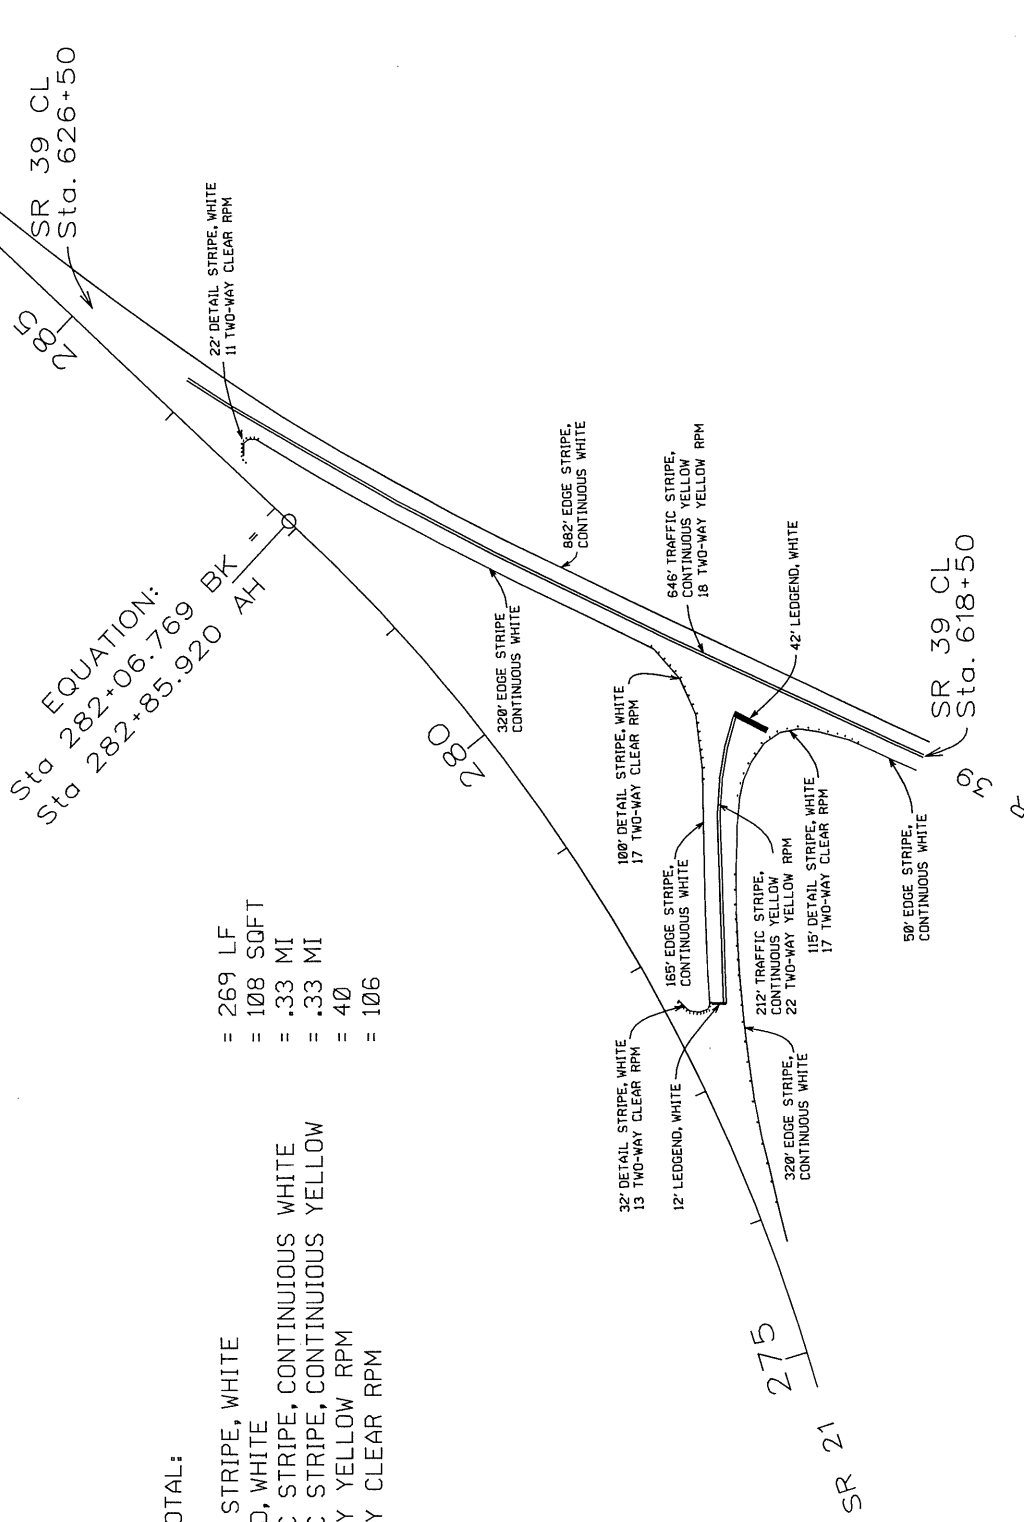 SR 39 CL
Sta. 626+50
22' DETAIL STRIPE, WHITE
11 TWO-WAY CLEAR RPM
285
EQUATION:
Sta 282+06.769 BK =
Sta 282+85.920 AH
882' EDGE STRIPE,
CONTINUOUS WHITE
646' TRAFFIC STRIPE,
CONTINUOUS YELLOW
18 TWO-WAY YELLOW RPM
42' LEDGEND, WHITE
SR 39 CL
Sta. 618+50
320' EDGE STRIPE
CONTINUOUS WHITE
280
100' DETAIL STRIPE, WHITE
17 TWO-WAY CLEAR RPM
39
165' EDGE STRIPE,
CONTINUOUS WHITE
212' TRAFFIC STRIPE,
CONTINUOUS YELLOW
22 TWO-WAY YELLOW RPM
115' DETAIL STRIPE, WHITE
17 TWO-WAY CLEAR RPM
50' EDGE STRIPE,
CONTINUOUS WHITE
32' DETAIL STRIPE, WHITE
13 TWO-WAY CLEAR RPM
12' LEDGEND, WHITE
320' EDGE STRIPE,
CONTINUOUS WHITE
275
SR 21
OTAL:
STRIPE, WHITE = 269 LF
D, WHITE = 108 SQFT
C STRIPE, CONTINUIOUS WHITE = .33 MI
C STRIPE, CONTINUIOUS YELLOW = .33 MI
Y YELLOW RPM = 40
Y CLEAR RPM = 106